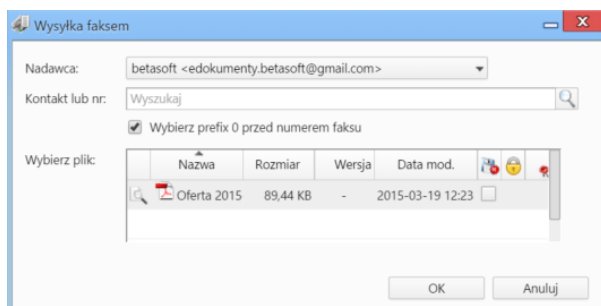 Wysyłka faksem
Nadawca: betasoft <edokumenty.betasoft@gmail.com>
Kontakt lub nr: Wyszukaj
Wybierz prefix 0 przed numerem faksu
Wybierz plik: Nazwa Rozmiar Wersja Data mod.
Oferta 2015 89,44 KB - 2015-03-19 12:23
OK Anuluj